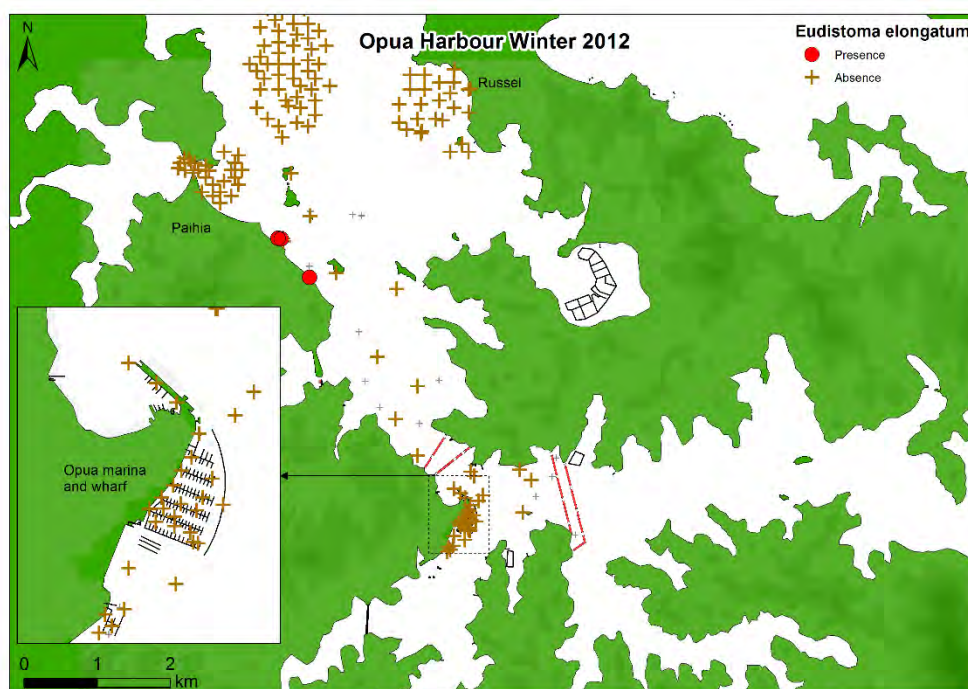 N
Opua Harbour Winter 2012
Eudistoma elongatum
Presence
Absence
Russel
Paihia
Opua marina
and wharf
0 1 2
km